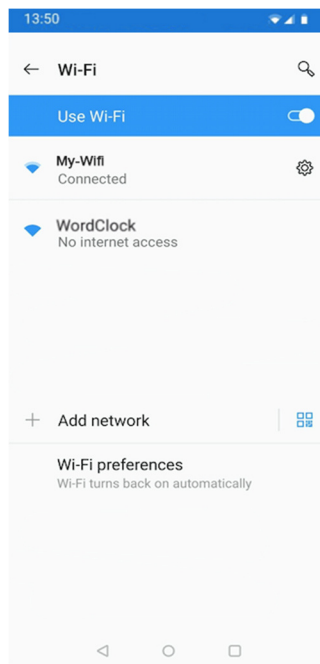 13:50
Wi-Fi
Use Wi-Fi
My-Wifi
Connected
WordClock
No internet access
Add network
Wi-Fi preferences
Wi-Fi turns back on automatically